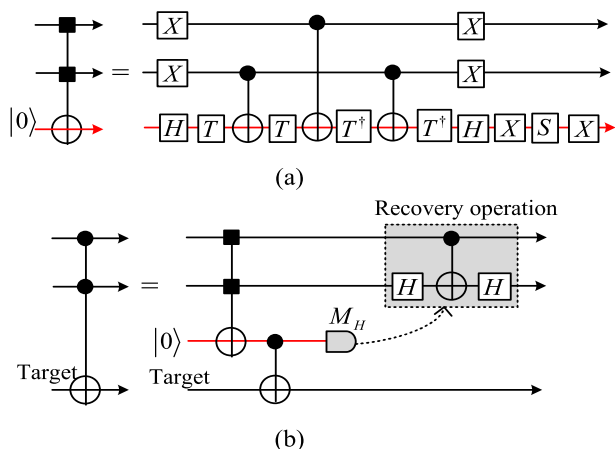 X X
= X X
|0⟩ H T T T† T† H X S X
(a)
Recovery operation
= H H
|0⟩ M_H
Target Target
(b)